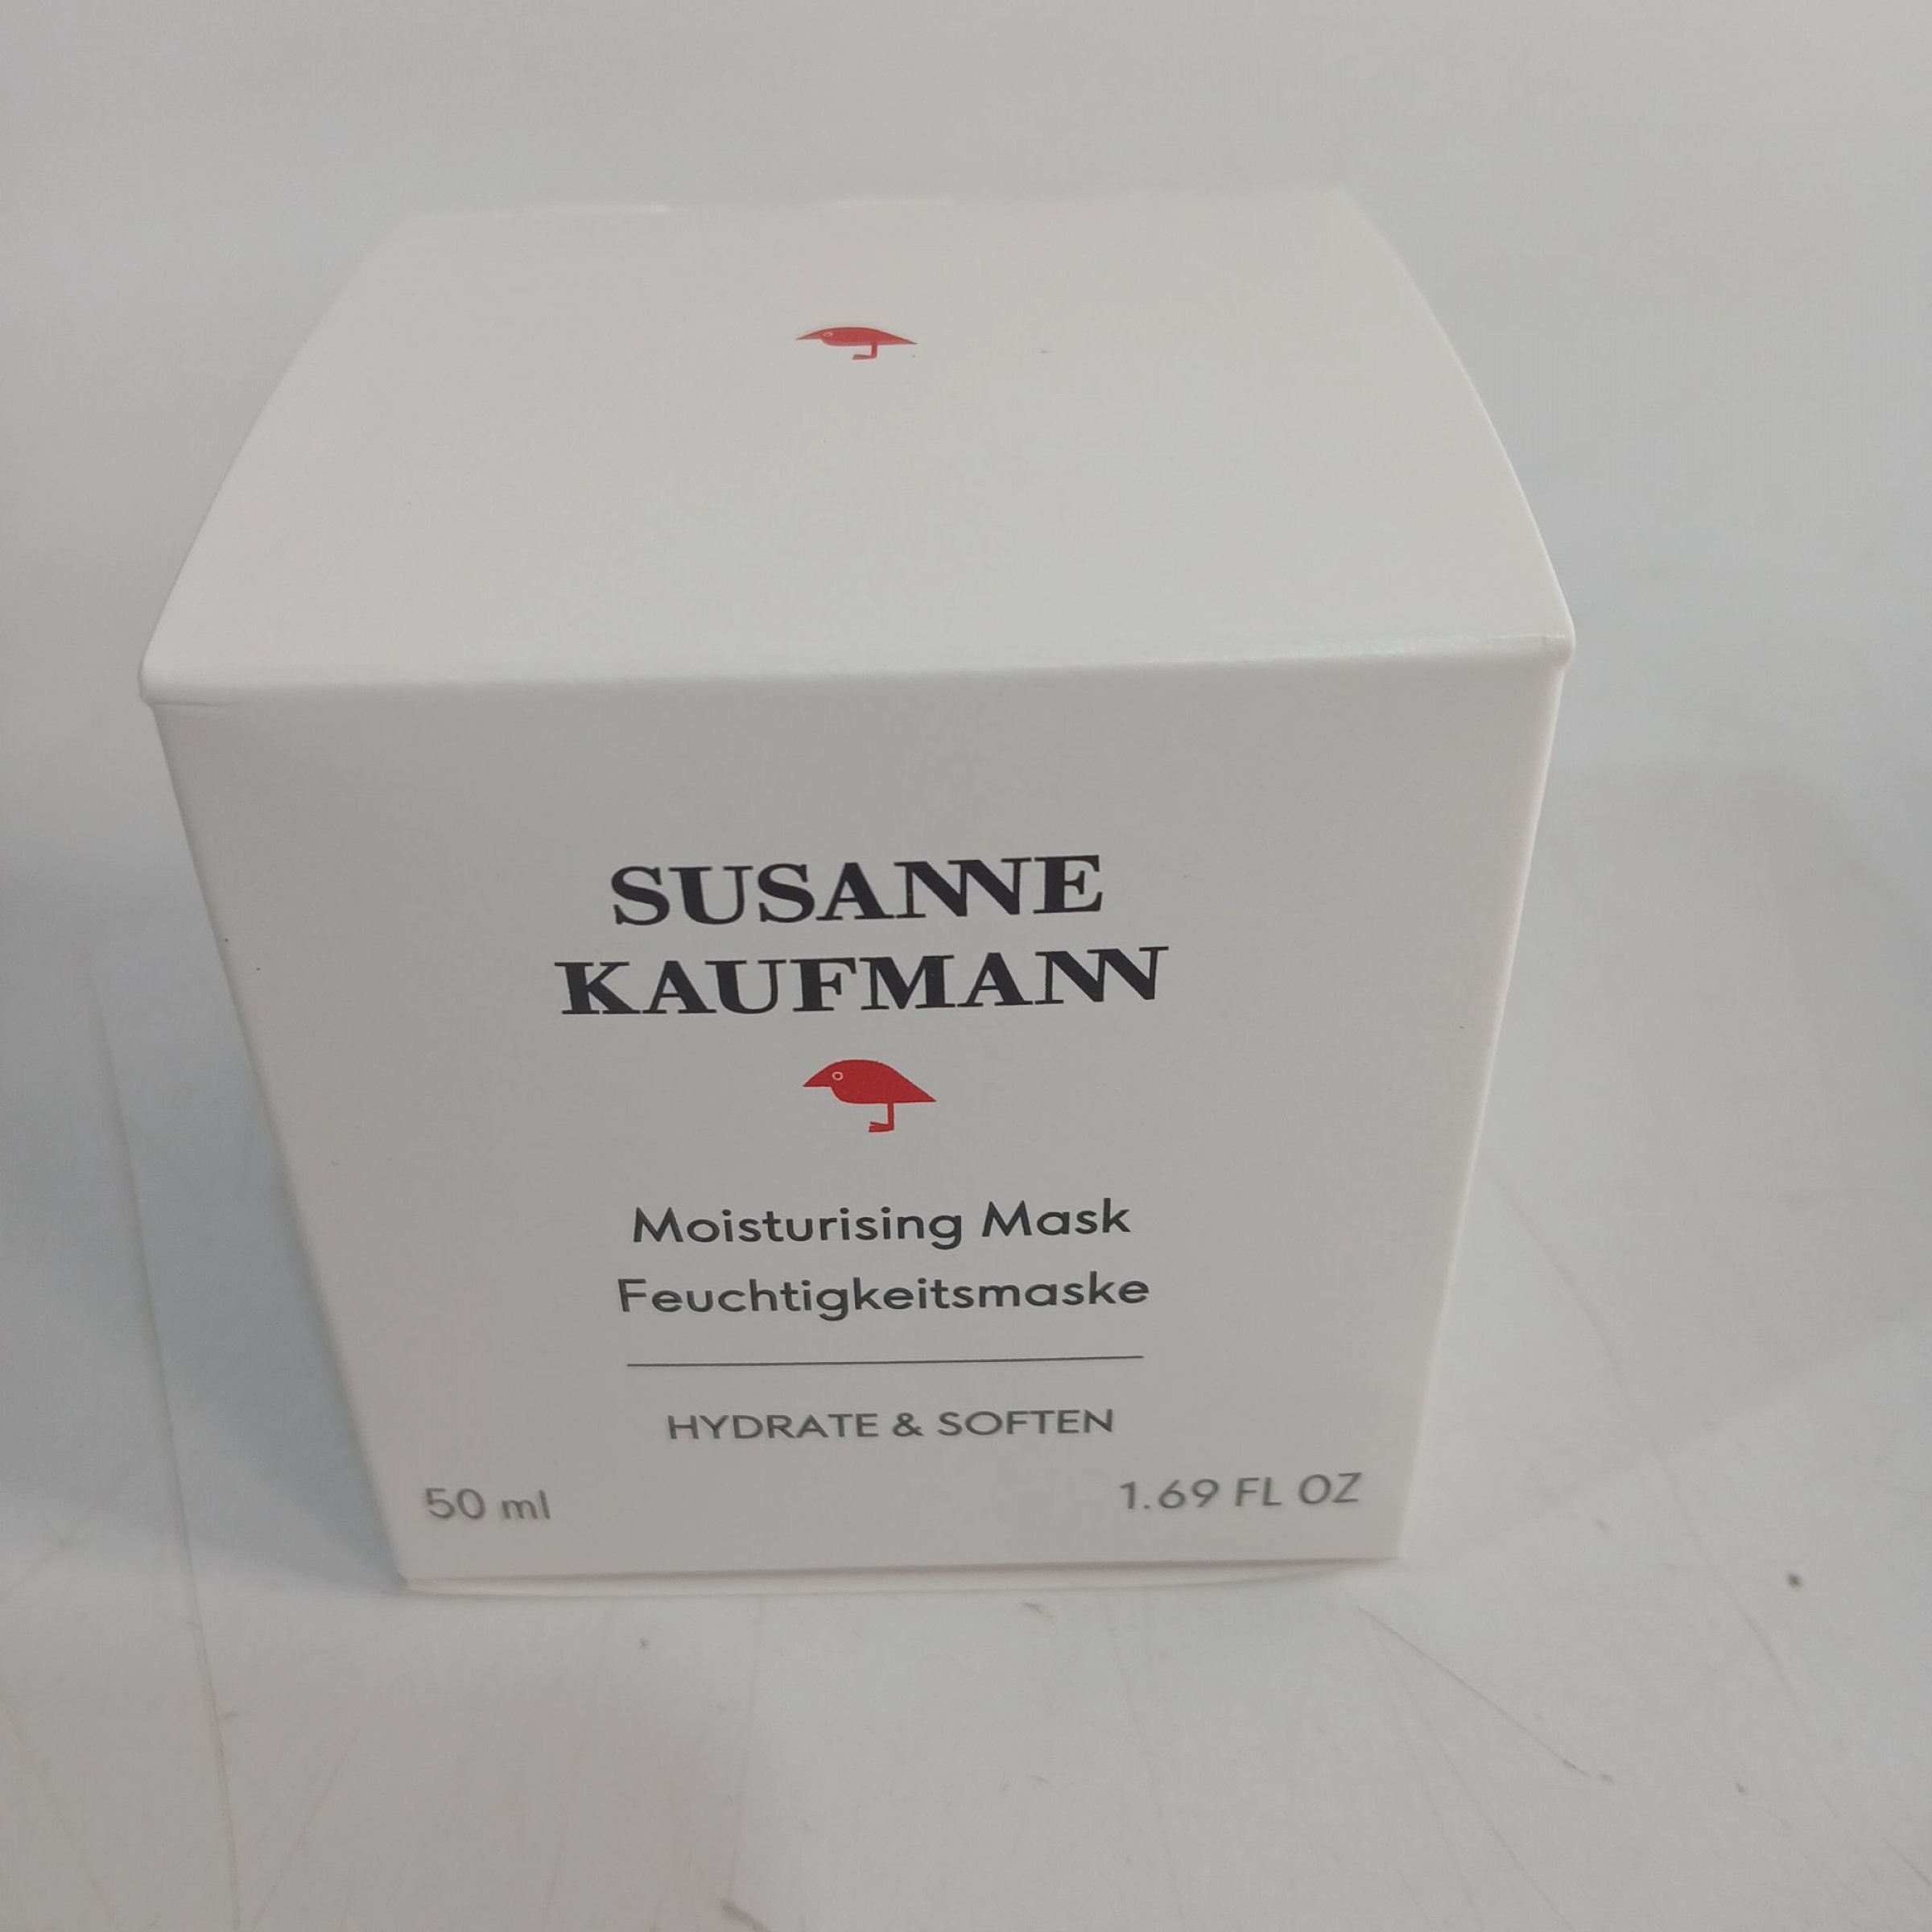 SUSANNE
KAUFMANN
Moisturising Mask
Feuchtigkeitsmaske
HYDRATE & SOFTEN
50 ml
1.69 FL OZ